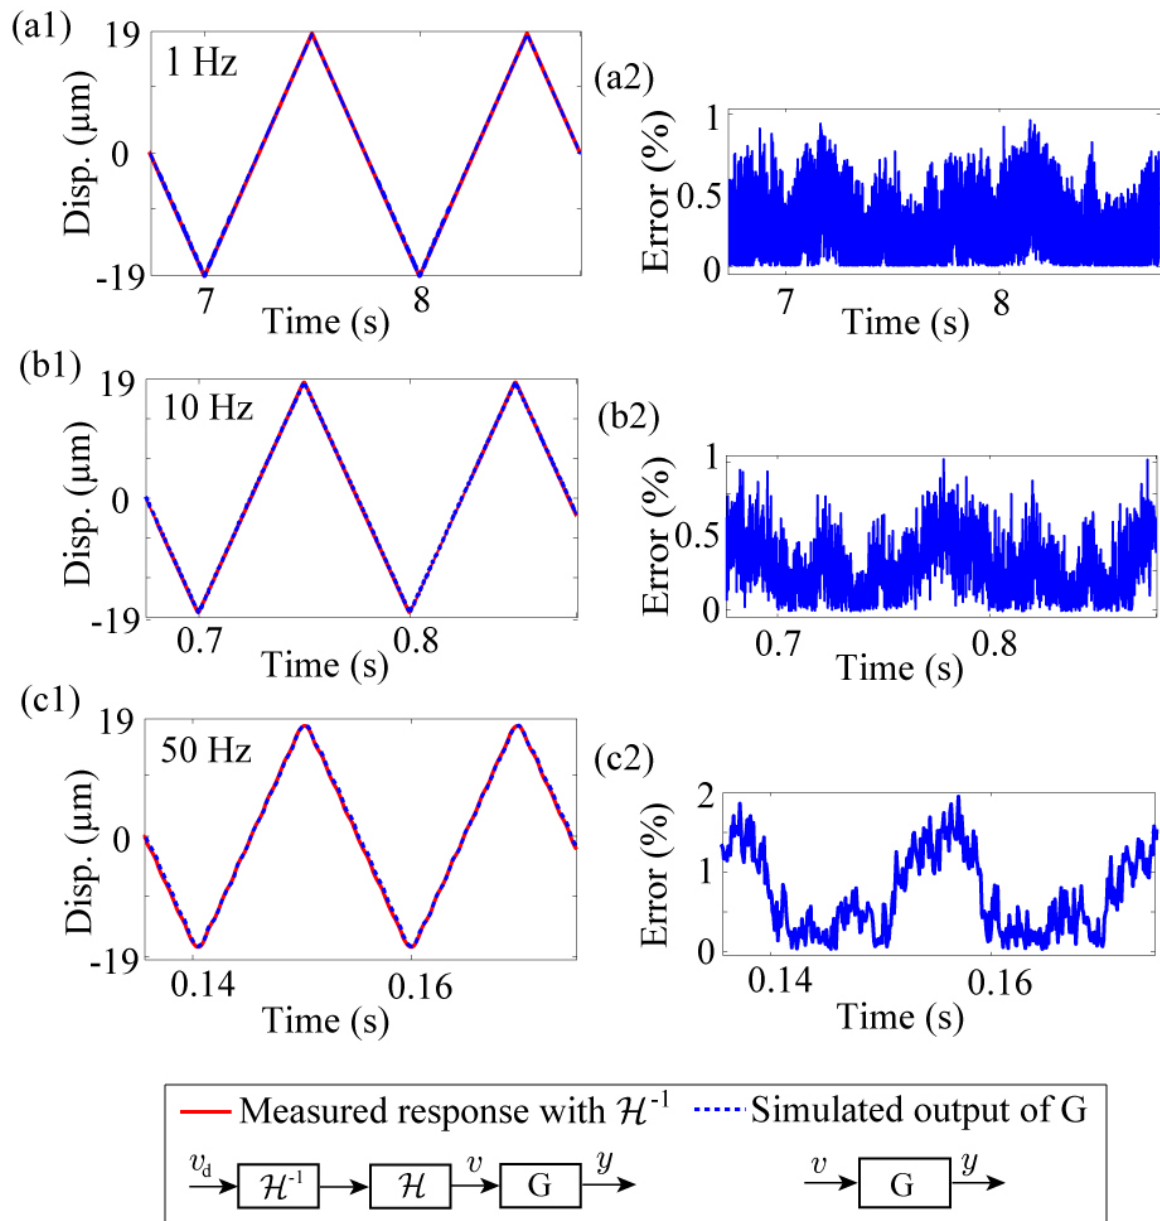 (a1)
19
1 Hz
Disp. (μm)
0
-19
7
8
Time (s)
(a2)
1
Error (%)
0.5
0
7
8
Time (s)
(b1)
19
10 Hz
Disp. (μm)
0
-19
0.7
0.8
Time (s)
(b2)
1
Error (%)
0.5
0
0.7
0.8
Time (s)
(c1)
19
50 Hz
Disp. (μm)
0
-19
0.14
0.16
Time (s)
(c2)
2
Error (%)
1
0
0.14
0.16
Time (s)
Measured response with ℋ⁻¹
Simulated output of G
v_d ℋ⁻¹ ℋ v G y
v G y